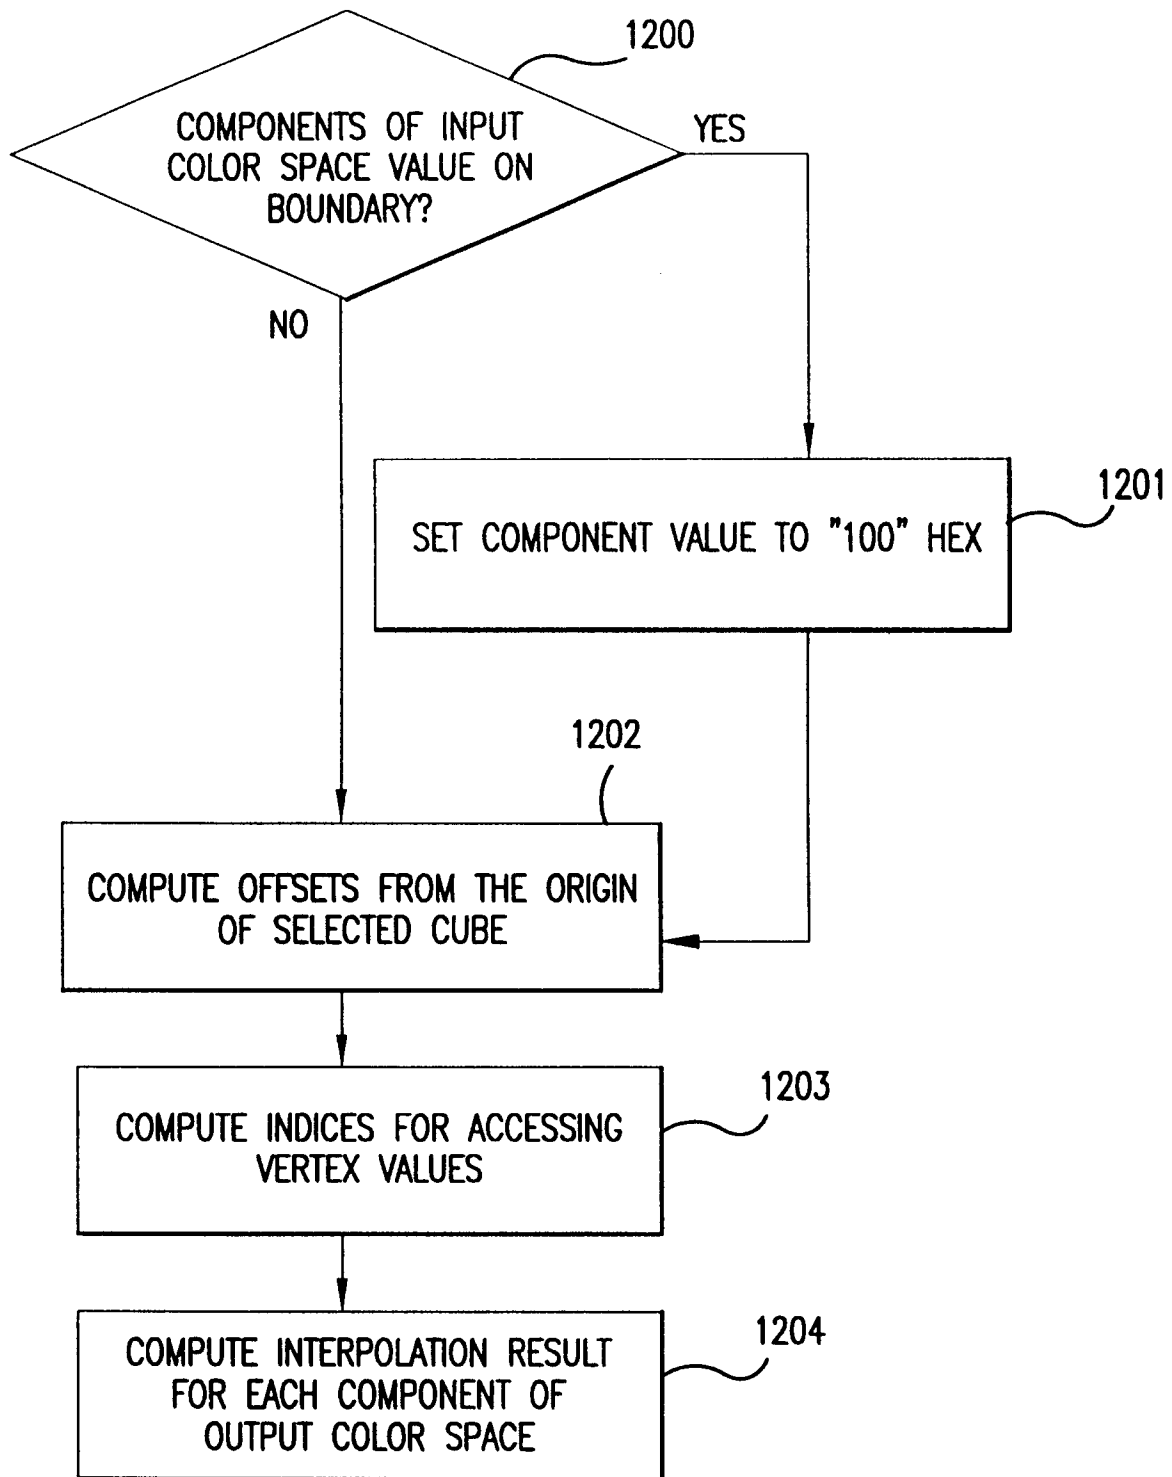 1200
COMPONENTS OF INPUT
COLOR SPACE VALUE ON
BOUNDARY?
YES
NO
1201
SET COMPONENT VALUE TO "100" HEX
1202
COMPUTE OFFSETS FROM THE ORIGIN
OF SELECTED CUBE
1203
COMPUTE INDICES FOR ACCESSING
VERTEX VALUES
1204
COMPUTE INTERPOLATION RESULT
FOR EACH COMPONENT OF
OUTPUT COLOR SPACE